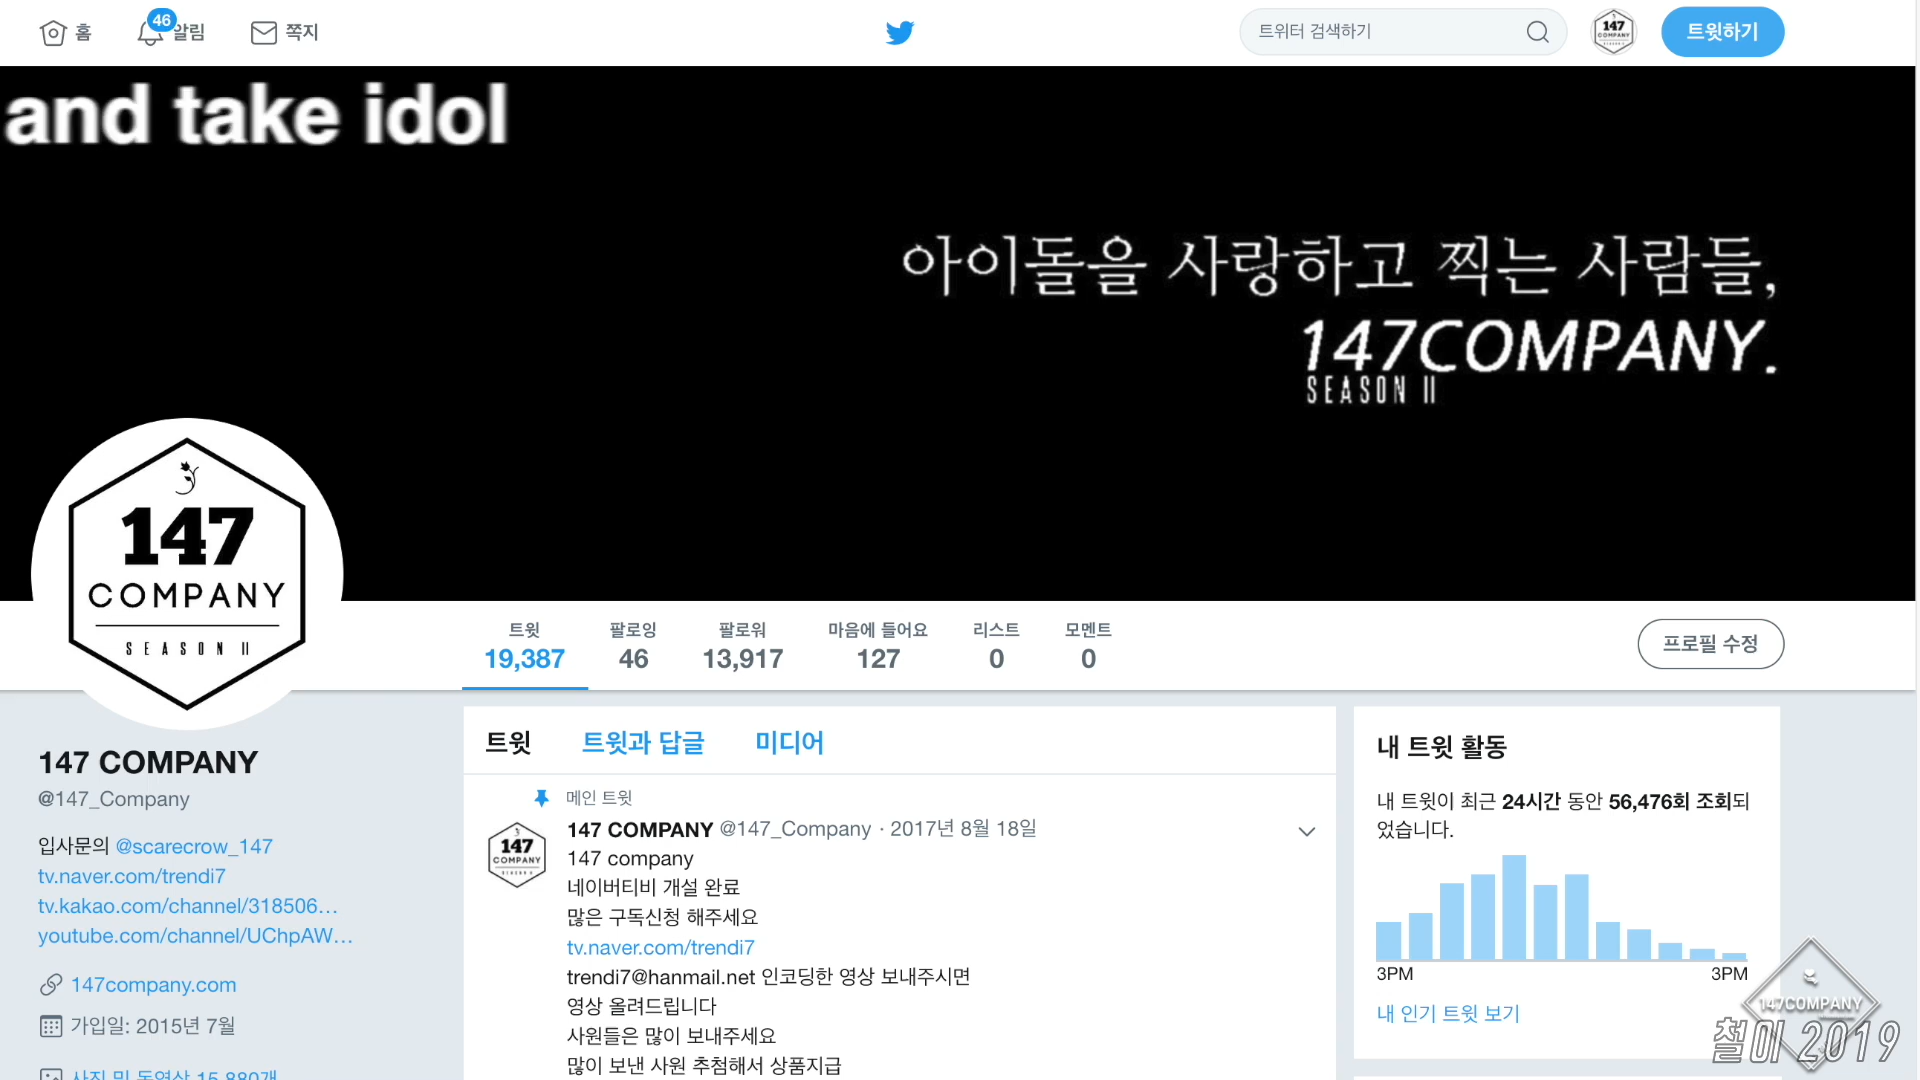 홈
46
알림
쪽지
트위터 검색하기
147
COMPANY
트윗하기
and take idol
아이돌을 사랑하고 찍는 사람들,
147COMPANY.
SEASON II
147
COMPANY
SEASON II
트윗 팔로잉 팔로워 마음에 들어요 리스트 모멘트
19,387 46 13,917 127 0 0
프로필 수정
147 COMPANY
@147_Company
입사문의 @scarecrow_147
tv.naver.com/trendi7
tv.kakao.com/channel/318506…
youtube.com/channel/UChpAW…
147company.com
가입일: 2015년 7월
사진 및 동영상 15,880개
트윗 트윗과 답글 미디어
메인 트윗
147
COMPANY
147 COMPANY @147_Company · 2017년 8월 18일
147 company
네이버티비 개설 완료
많은 구독신청 해주세요
tv.naver.com/trendi7
trendi7@hanmail.net 인코딩한 영상 보내주시면
영상 올려드립니다
사원들은 많이 보내주세요
많이 보낸 사원 추첨해서 상품지급
내 트윗 활동
내 트윗이 최근 24시간 동안 56,476회 조회되
었습니다.
3PM 3PM
내 인기 트윗 보기
147COMPANY
철이 2019